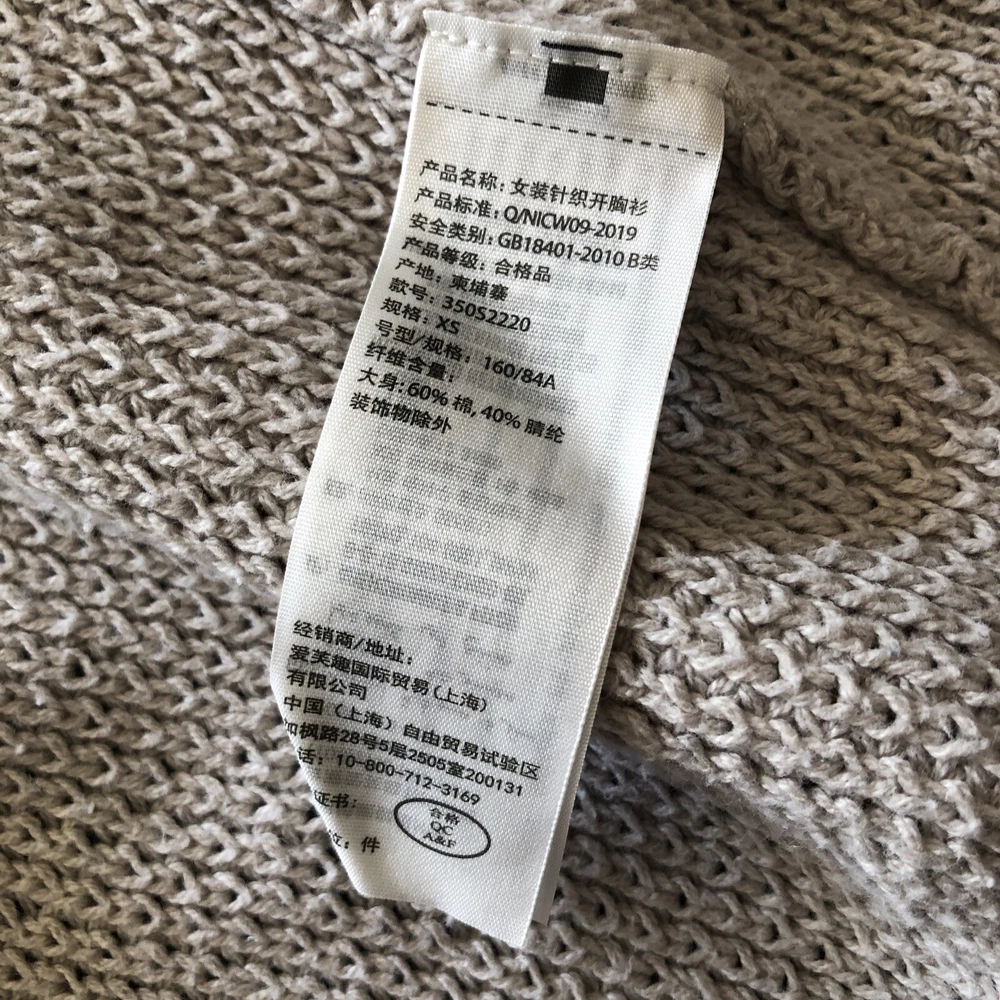 产品名称: 女装针织开胸衫
产品标准: Q/NICW09-2019
安全类别: GB18401-2010 B类
产品等级: 合格品
产地: 柬埔寨
款号: 35052220
规格: XS
号型/规格: 160/84A
纤维含量:
大身: 60% 棉, 40% 腈纶
装饰物除外
经销商/地址:
爱芙趣国际贸易(上海)
有限公司
中国 (上海) 自由贸易试验区
枫路28号5层2505室200131
话: 10-800-712-3169
证书:
合格
QC
A&F
: 件